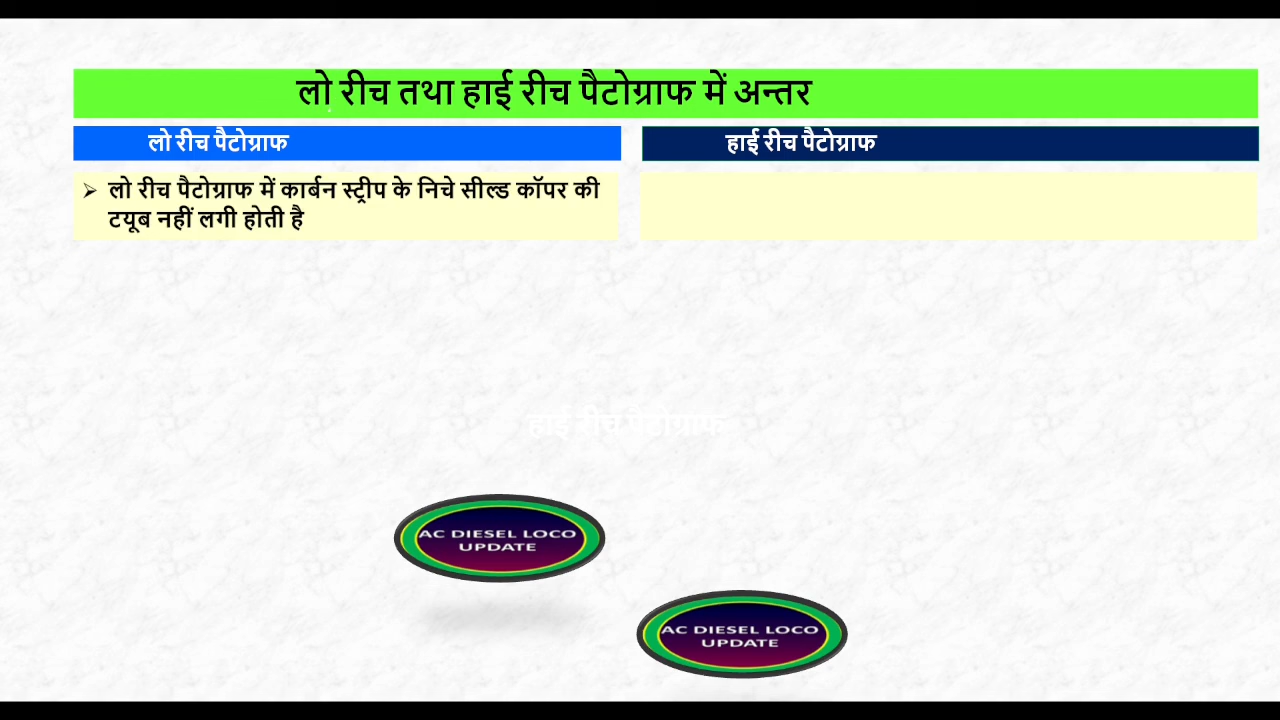 लो रीच तथा हाई रीच पैटोग्राफ में अन्तर
लो रीच पैटोग्राफ
हाई रीच पैटोग्राफ
लो रीच पैटोग्राफ में कार्बन स्ट्रीप के निचे सील्ड कॉपर की
टयूब नहीं लगी होती है
हाई रीच पैटोग्राफ
AC DIESEL LOCO
UPDATE
AC DIESEL LOCO
UPDATE